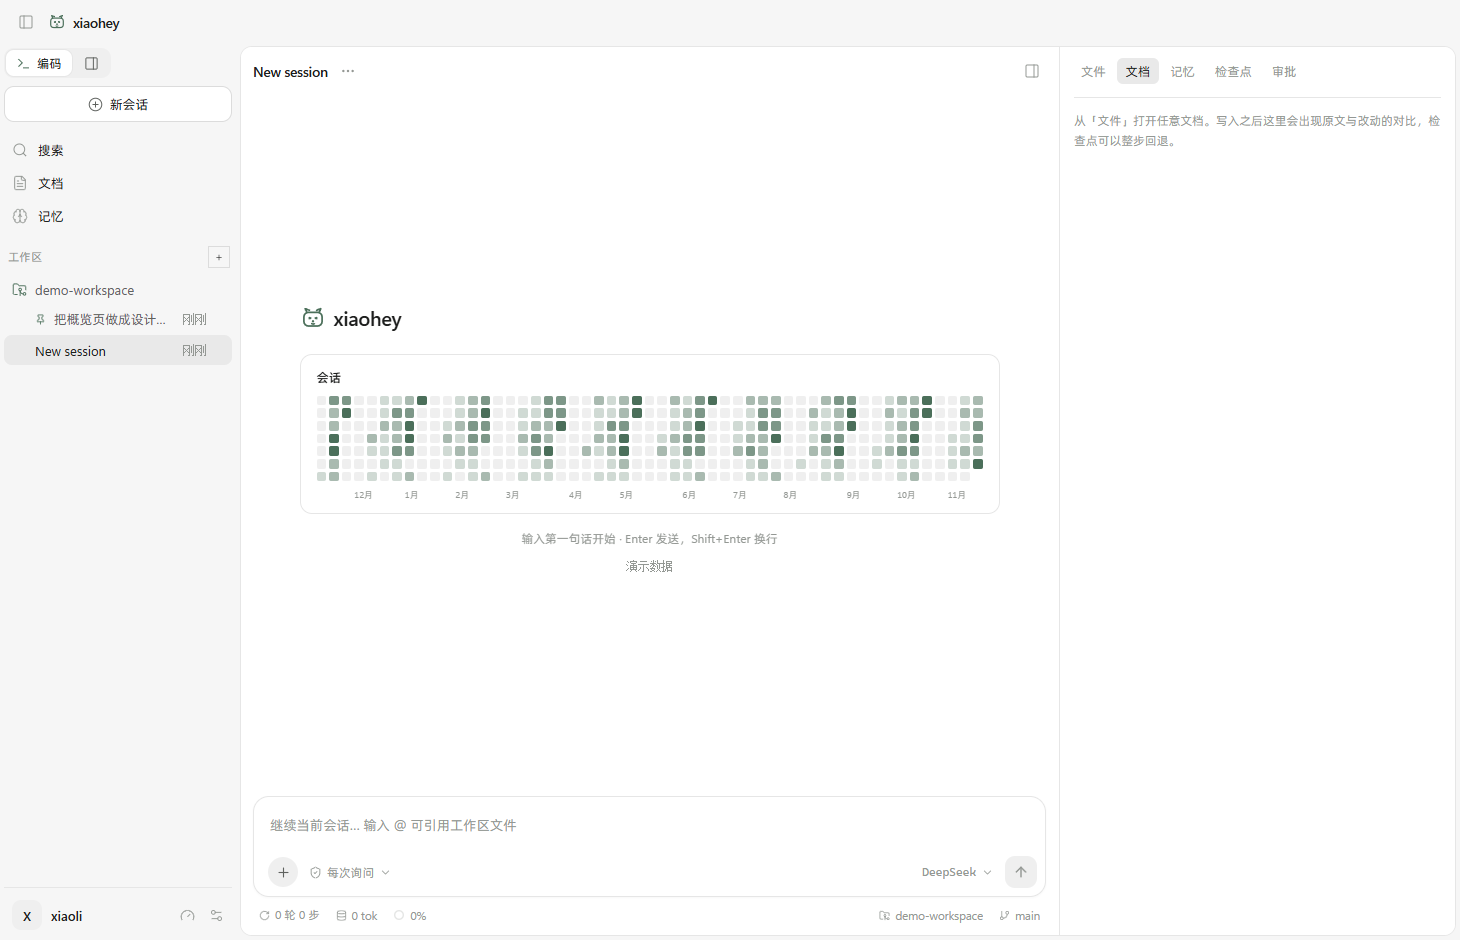 xiaohey
编码
新会话
搜索
文档
记忆
工作区
+
demo-workspace
把概览页做成设计... 刚刚
New session 刚刚
X xiaoli
New session ···
xiaohey
会话
12月 1月 2月 3月 4月 5月 6月 7月 8月 9月 10月 11月
输入第一句话开始 · Enter 发送，Shift+Enter 换行
演示数据
继续当前会话... 输入 @ 可引用工作区文件
每次询问
DeepSeek
0 轮 0 步 0 tok 0%
demo-workspace main
文件 文档 记忆 检查点 审批
从「文件」打开任意文档。写入之后这里会出现原文与改动的对比，检
查点可以整步回退。